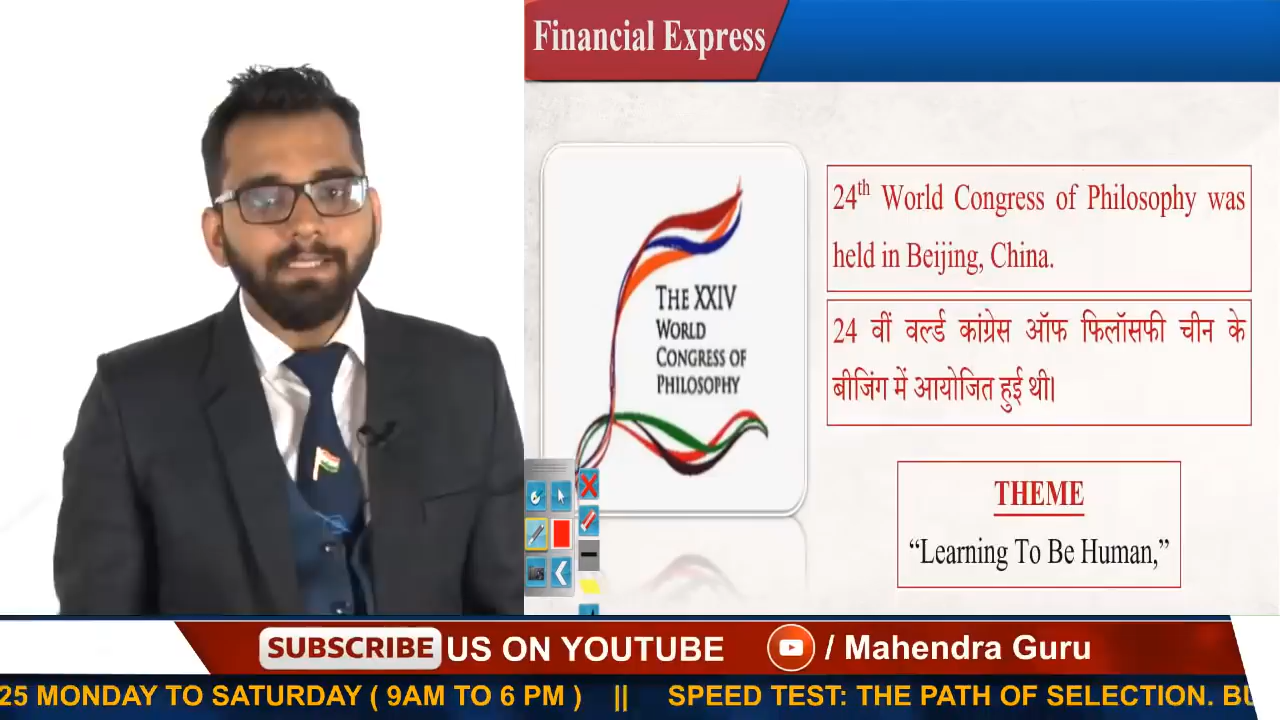 Financial Express
THE XXIV
WORLD
CONGRESS OF
PHILOSOPHY
24th World Congress of Philosophy was
held in Beijing, China.
24 वीं वर्ल्ड कांग्रेस ऑफ फिलॉसफी चीन के
बीजिंग में आयोजित हुई थी।
THEME
“Learning To Be Human,”
SUBSCRIBE US ON YOUTUBE / Mahendra Guru
25 MONDAY TO SATURDAY ( 9AM TO 6 PM ) || SPEED TEST: THE PATH OF SELECTION.